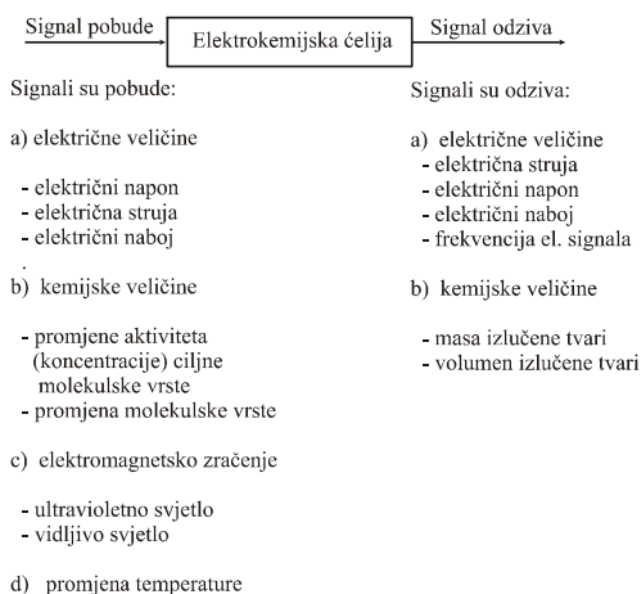 Signal pobude
Elektrokemijska ćelija
Signal odziva
Signali su pobude:
a) električne veličine
- električni napon
- električna struja
- električni naboj
.
b) kemijske veličine
- promjene aktiviteta
(koncentracije) ciljne
molekulske vrste
- promjena molekulske vrste
c) elektromagnetsko zračenje
- ultravioletno svjetlo
- vidljivo svjetlo
d) promjena temperature
Signali su odziva:
a) električne veličine
- električna struja
- električni napon
- električni naboj
- frekvencija el. signala
b) kemijske veličine
- masa izlučene tvari
- volumen izlučene tvari